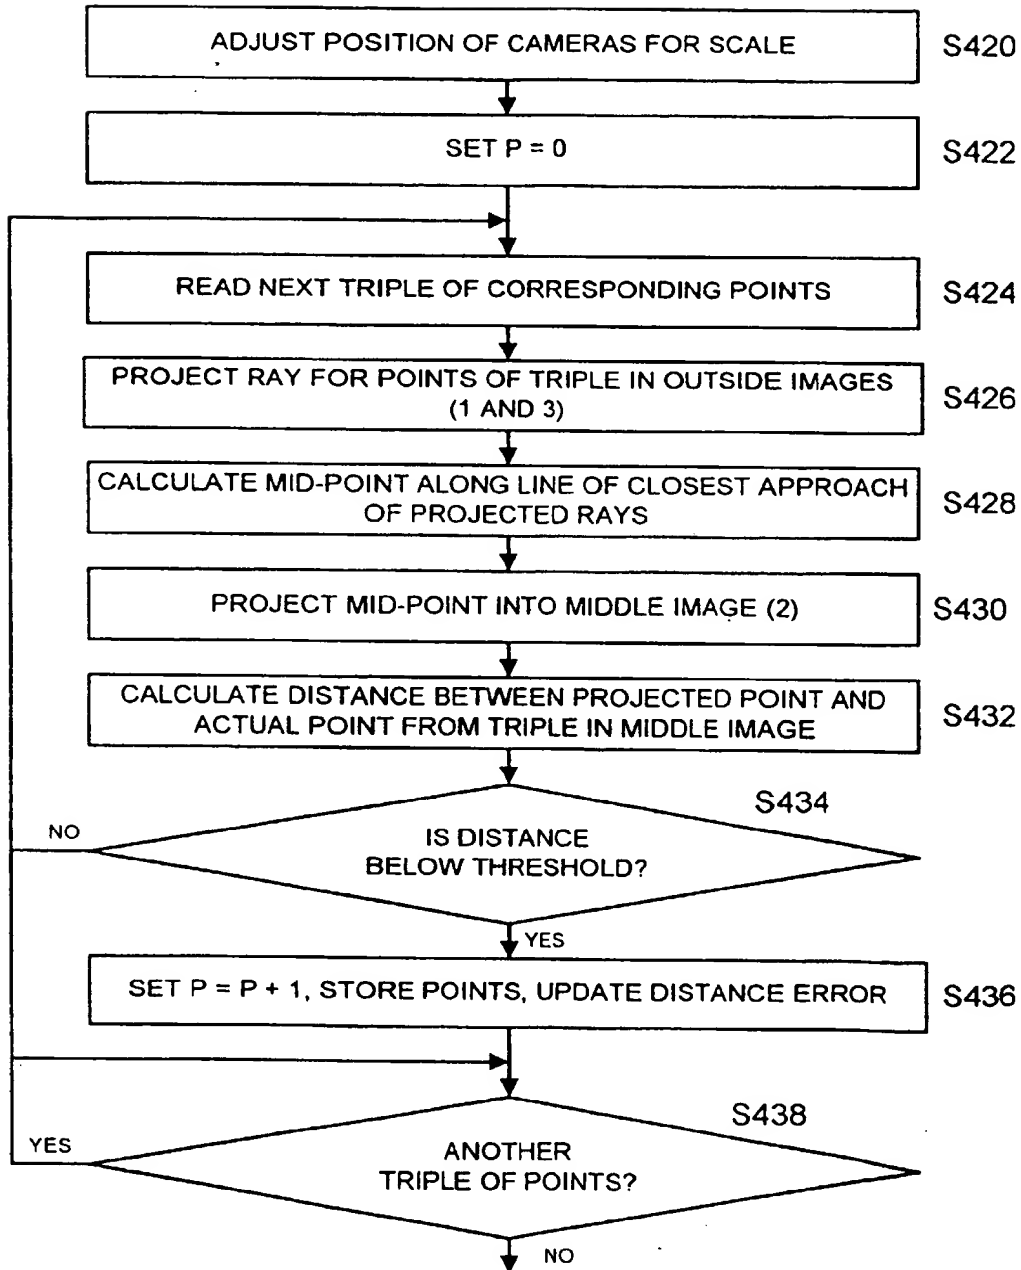 ADJUST POSITION OF CAMERAS FOR SCALE
S420
SET P = 0
S422
READ NEXT TRIPLE OF CORRESPONDING POINTS
S424
PROJECT RAY FOR POINTS OF TRIPLE IN OUTSIDE IMAGES
(1 AND 3)
S426
CALCULATE MID-POINT ALONG LINE OF CLOSEST APPROACH
OF PROJECTED RAYS
S428
PROJECT MID-POINT INTO MIDDLE IMAGE (2)
S430
CALCULATE DISTANCE BETWEEN PROJECTED POINT AND
ACTUAL POINT FROM TRIPLE IN MIDDLE IMAGE
S432
S434
NO
IS DISTANCE
BELOW THRESHOLD?
YES
SET P = P + 1, STORE POINTS, UPDATE DISTANCE ERROR
S436
S438
YES
ANOTHER
TRIPLE OF POINTS?
NO